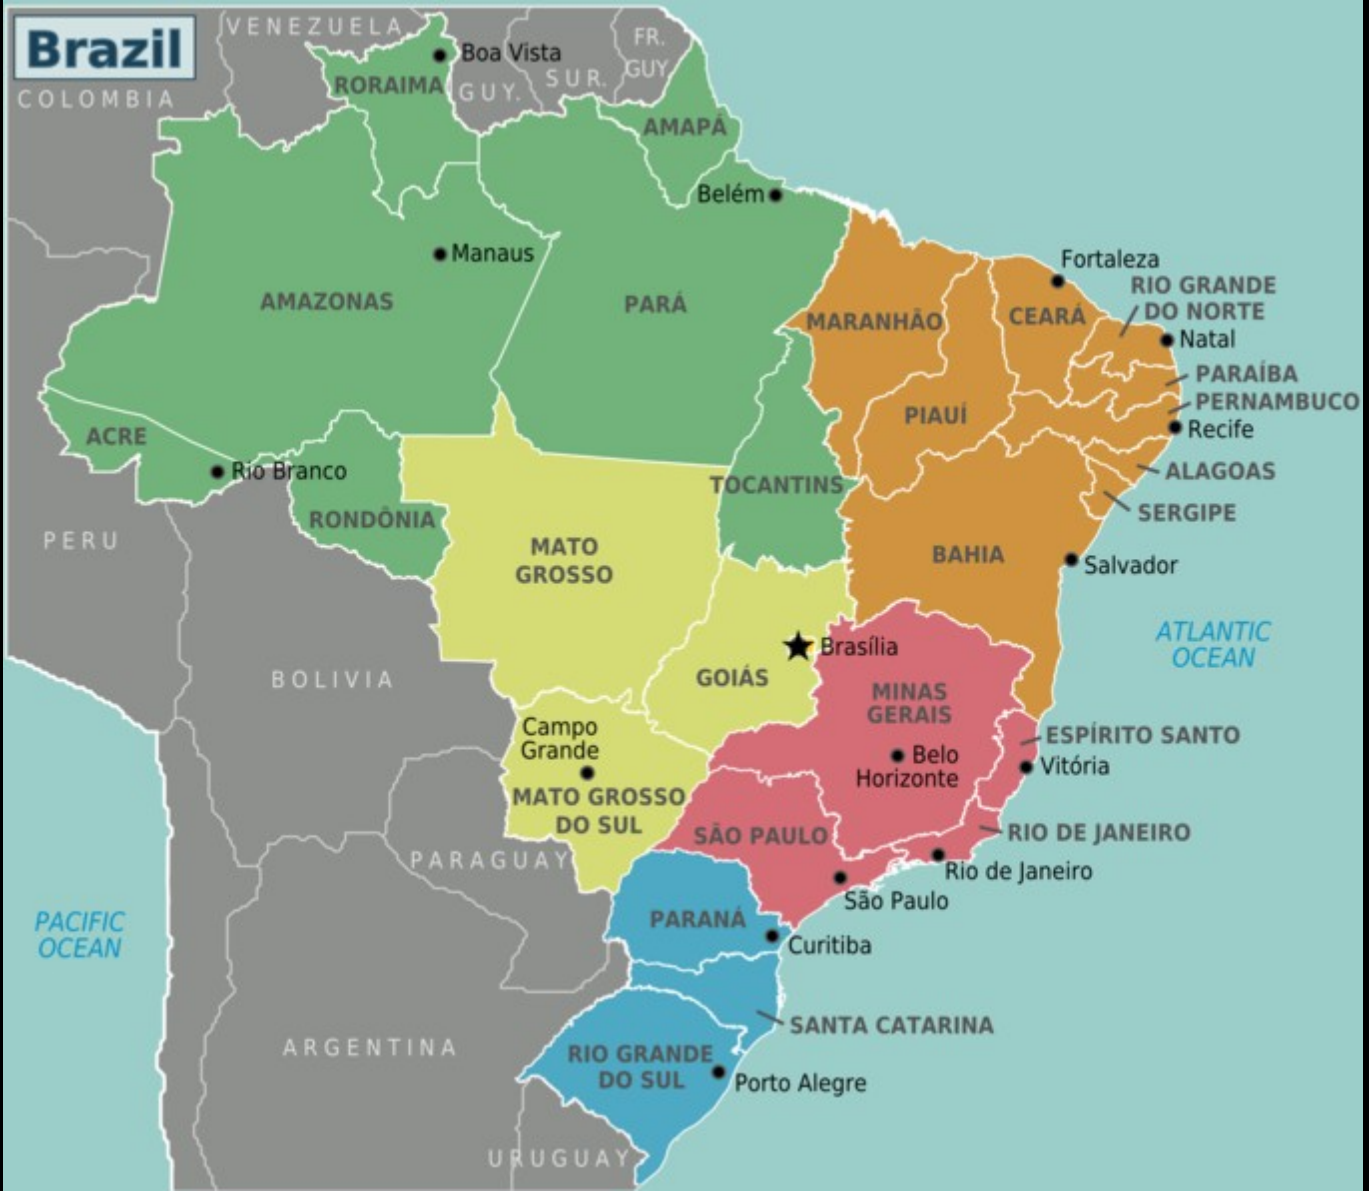 Brazil
VENEZUELA
COLOMBIA
Boa Vista
RORAIMA
GUY.
SUR.
FR.
GUY.
AMAPÁ
Belém
Manaus
AMAZONAS
PARÁ
MARANHÃO
CEARÁ
Fortaleza
RIO GRANDE
DO NORTE
Natal
PARAÍBA
PERNAMBUCO
Recife
PIAUÍ
ACRE
Rio Branco
ALAGOAS
TOCANTINS
SERGIPE
RONDÔNIA
PERU
MATO
GROSSO
BAHIA
Salvador
ATLANTIC
OCEAN
Brasília
GOIÁS
BOLIVIA
MINAS
GERAIS
Campo
Grande
ESPÍRITO SANTO
Belo
Horizonte
Vitória
MATO GROSSO
DO SUL
SÃO PAULO
RIO DE JANEIRO
PARAGUAY
Rio de Janeiro
São Paulo
PACIFIC
OCEAN
PARANÁ
Curitiba
SANTA CATARINA
ARGENTINA
RIO GRANDE
DO SUL
Porto Alegre
URUGUAY